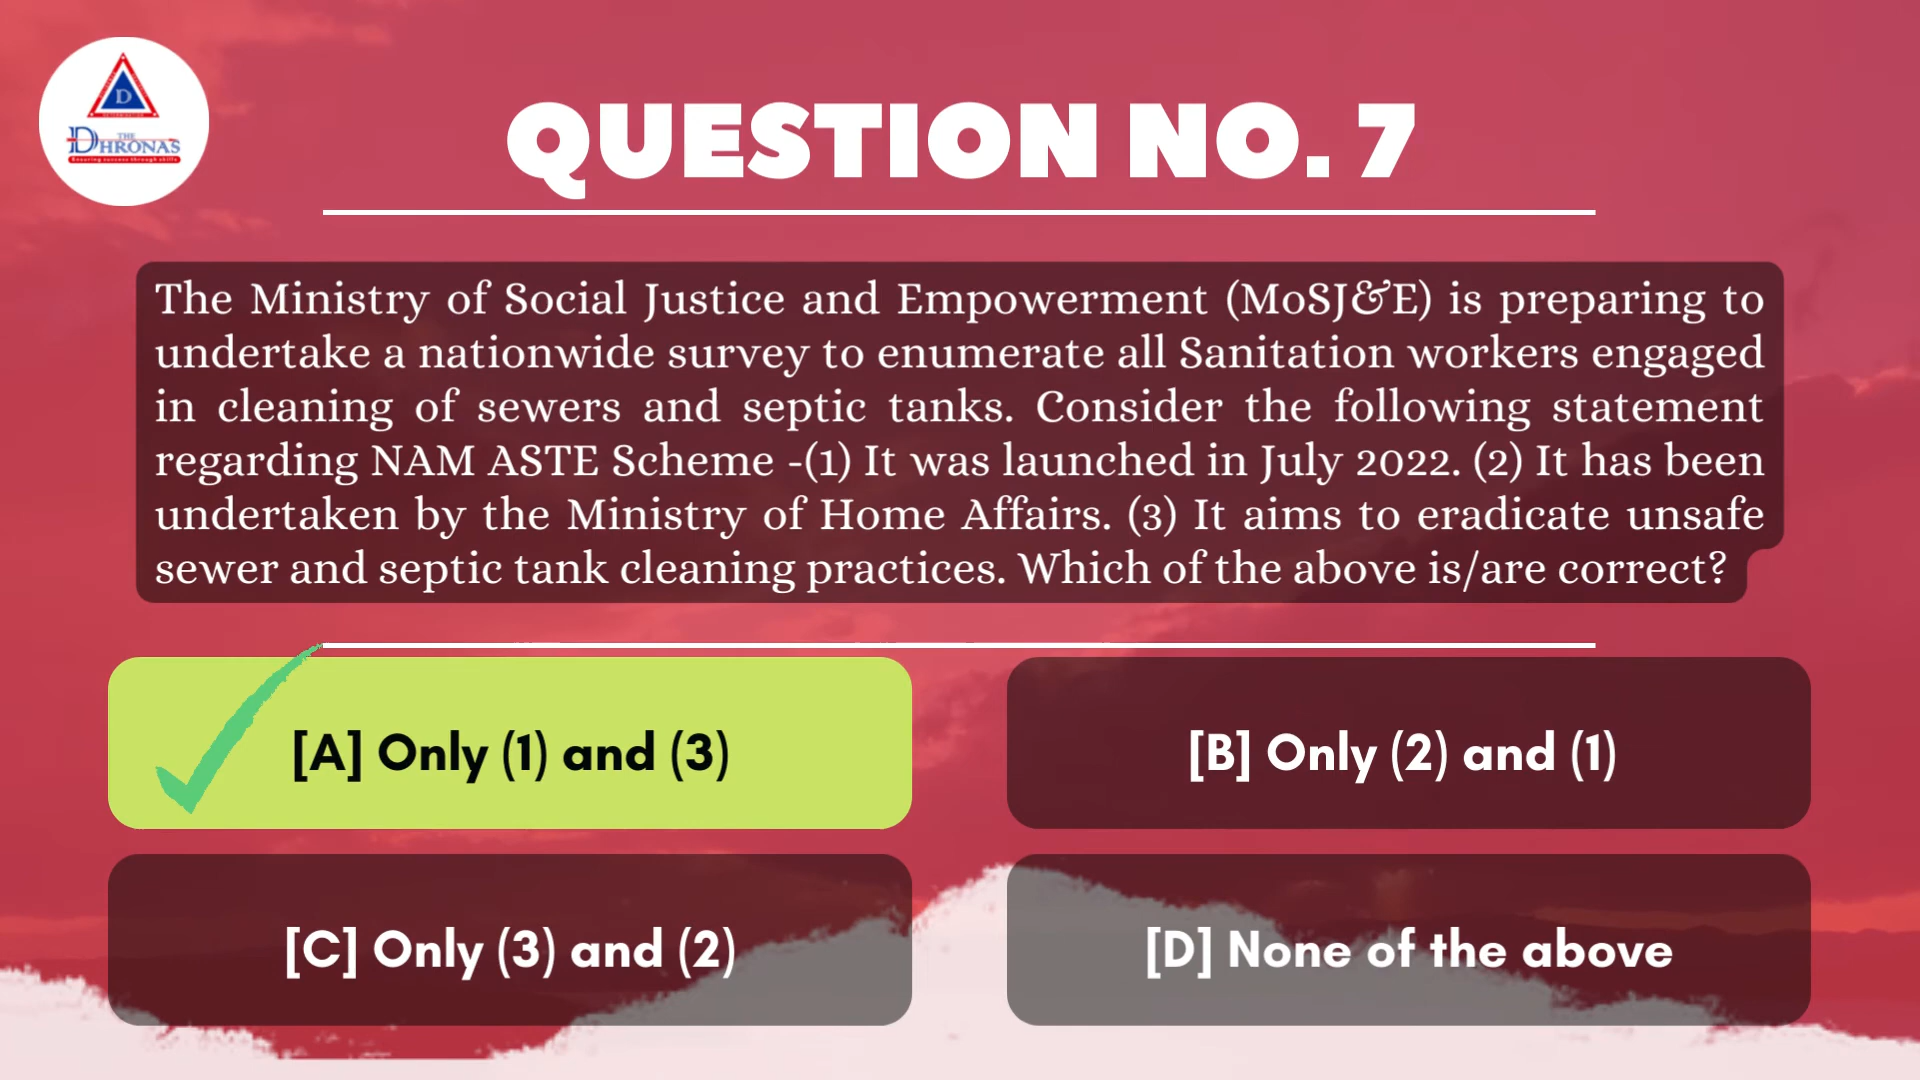 D
THE
DHRONAS
Ensuring success through skills
QUESTION NO. 7
The Ministry of Social Justice and Empowerment (MoSJ&E) is preparing to
undertake a nationwide survey to enumerate all Sanitation workers engaged
in cleaning of sewers and septic tanks. Consider the following statement
regarding NAM ASTE Scheme -(1) It was launched in July 2022. (2) It has been
undertaken by the Ministry of Home Affairs. (3) It aims to eradicate unsafe
sewer and septic tank cleaning practices. Which of the above is/are correct?
[A] Only (1) and (3)
[B] Only (2) and (1)
[C] Only (3) and (2)
[D] None of the above